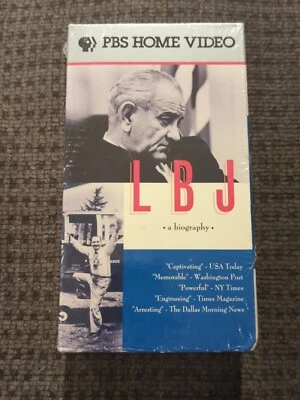 PBS HOME VIDEO
LBJ
• a biography •
"Captivating" - USA Today
"Memorable" - Washington Post
"Powerful" - NY Times
"Engrossing" - Times Magazine
"Arresting" - The Dallas Morning News